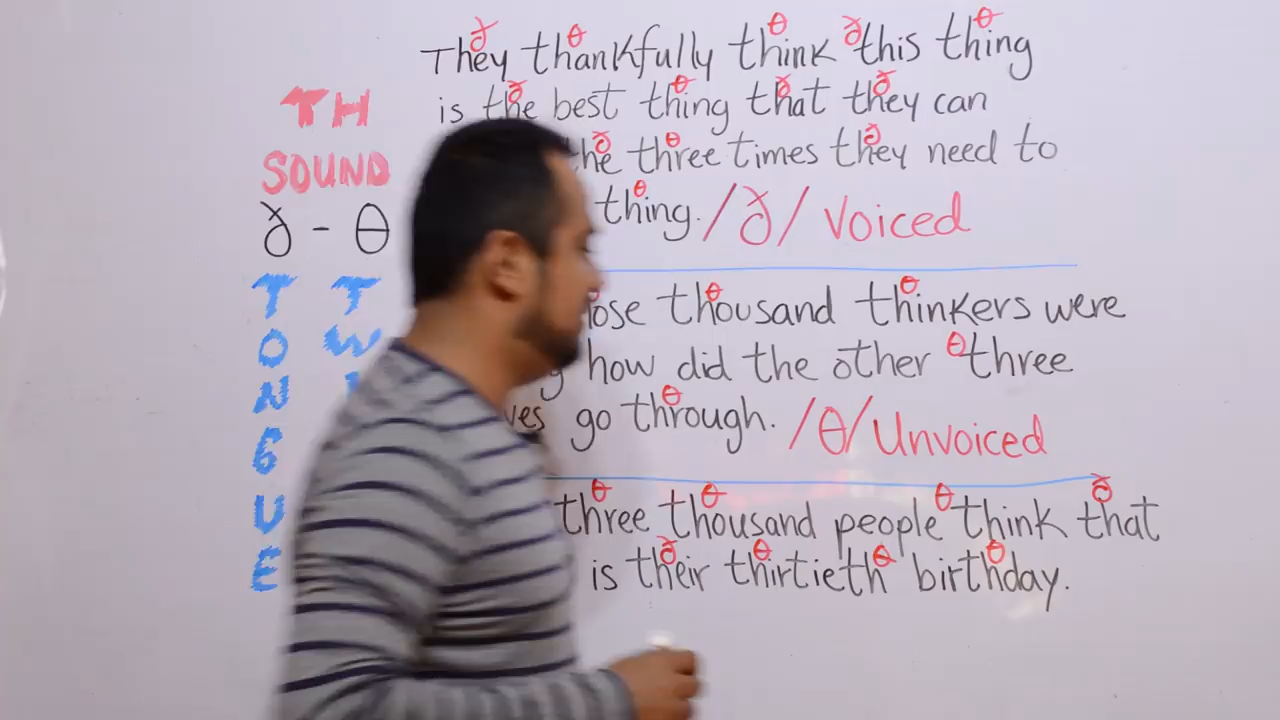 They thankfully think this thing
is the best thing that they can
the three times they need to
thing. /ð/ Voiced
thousand thinkers were
how did the other three
go through. /θ/ Unvoiced
three thousand people think that
is their thirtieth birthday.
TH
SOUND
ð - θ
TONGUE